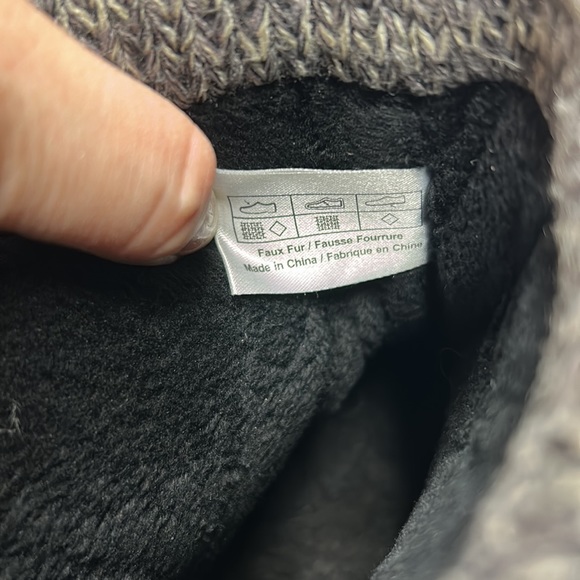 Faux Fur / Fausse Fourrure
Made in China / Fabrique en Chine